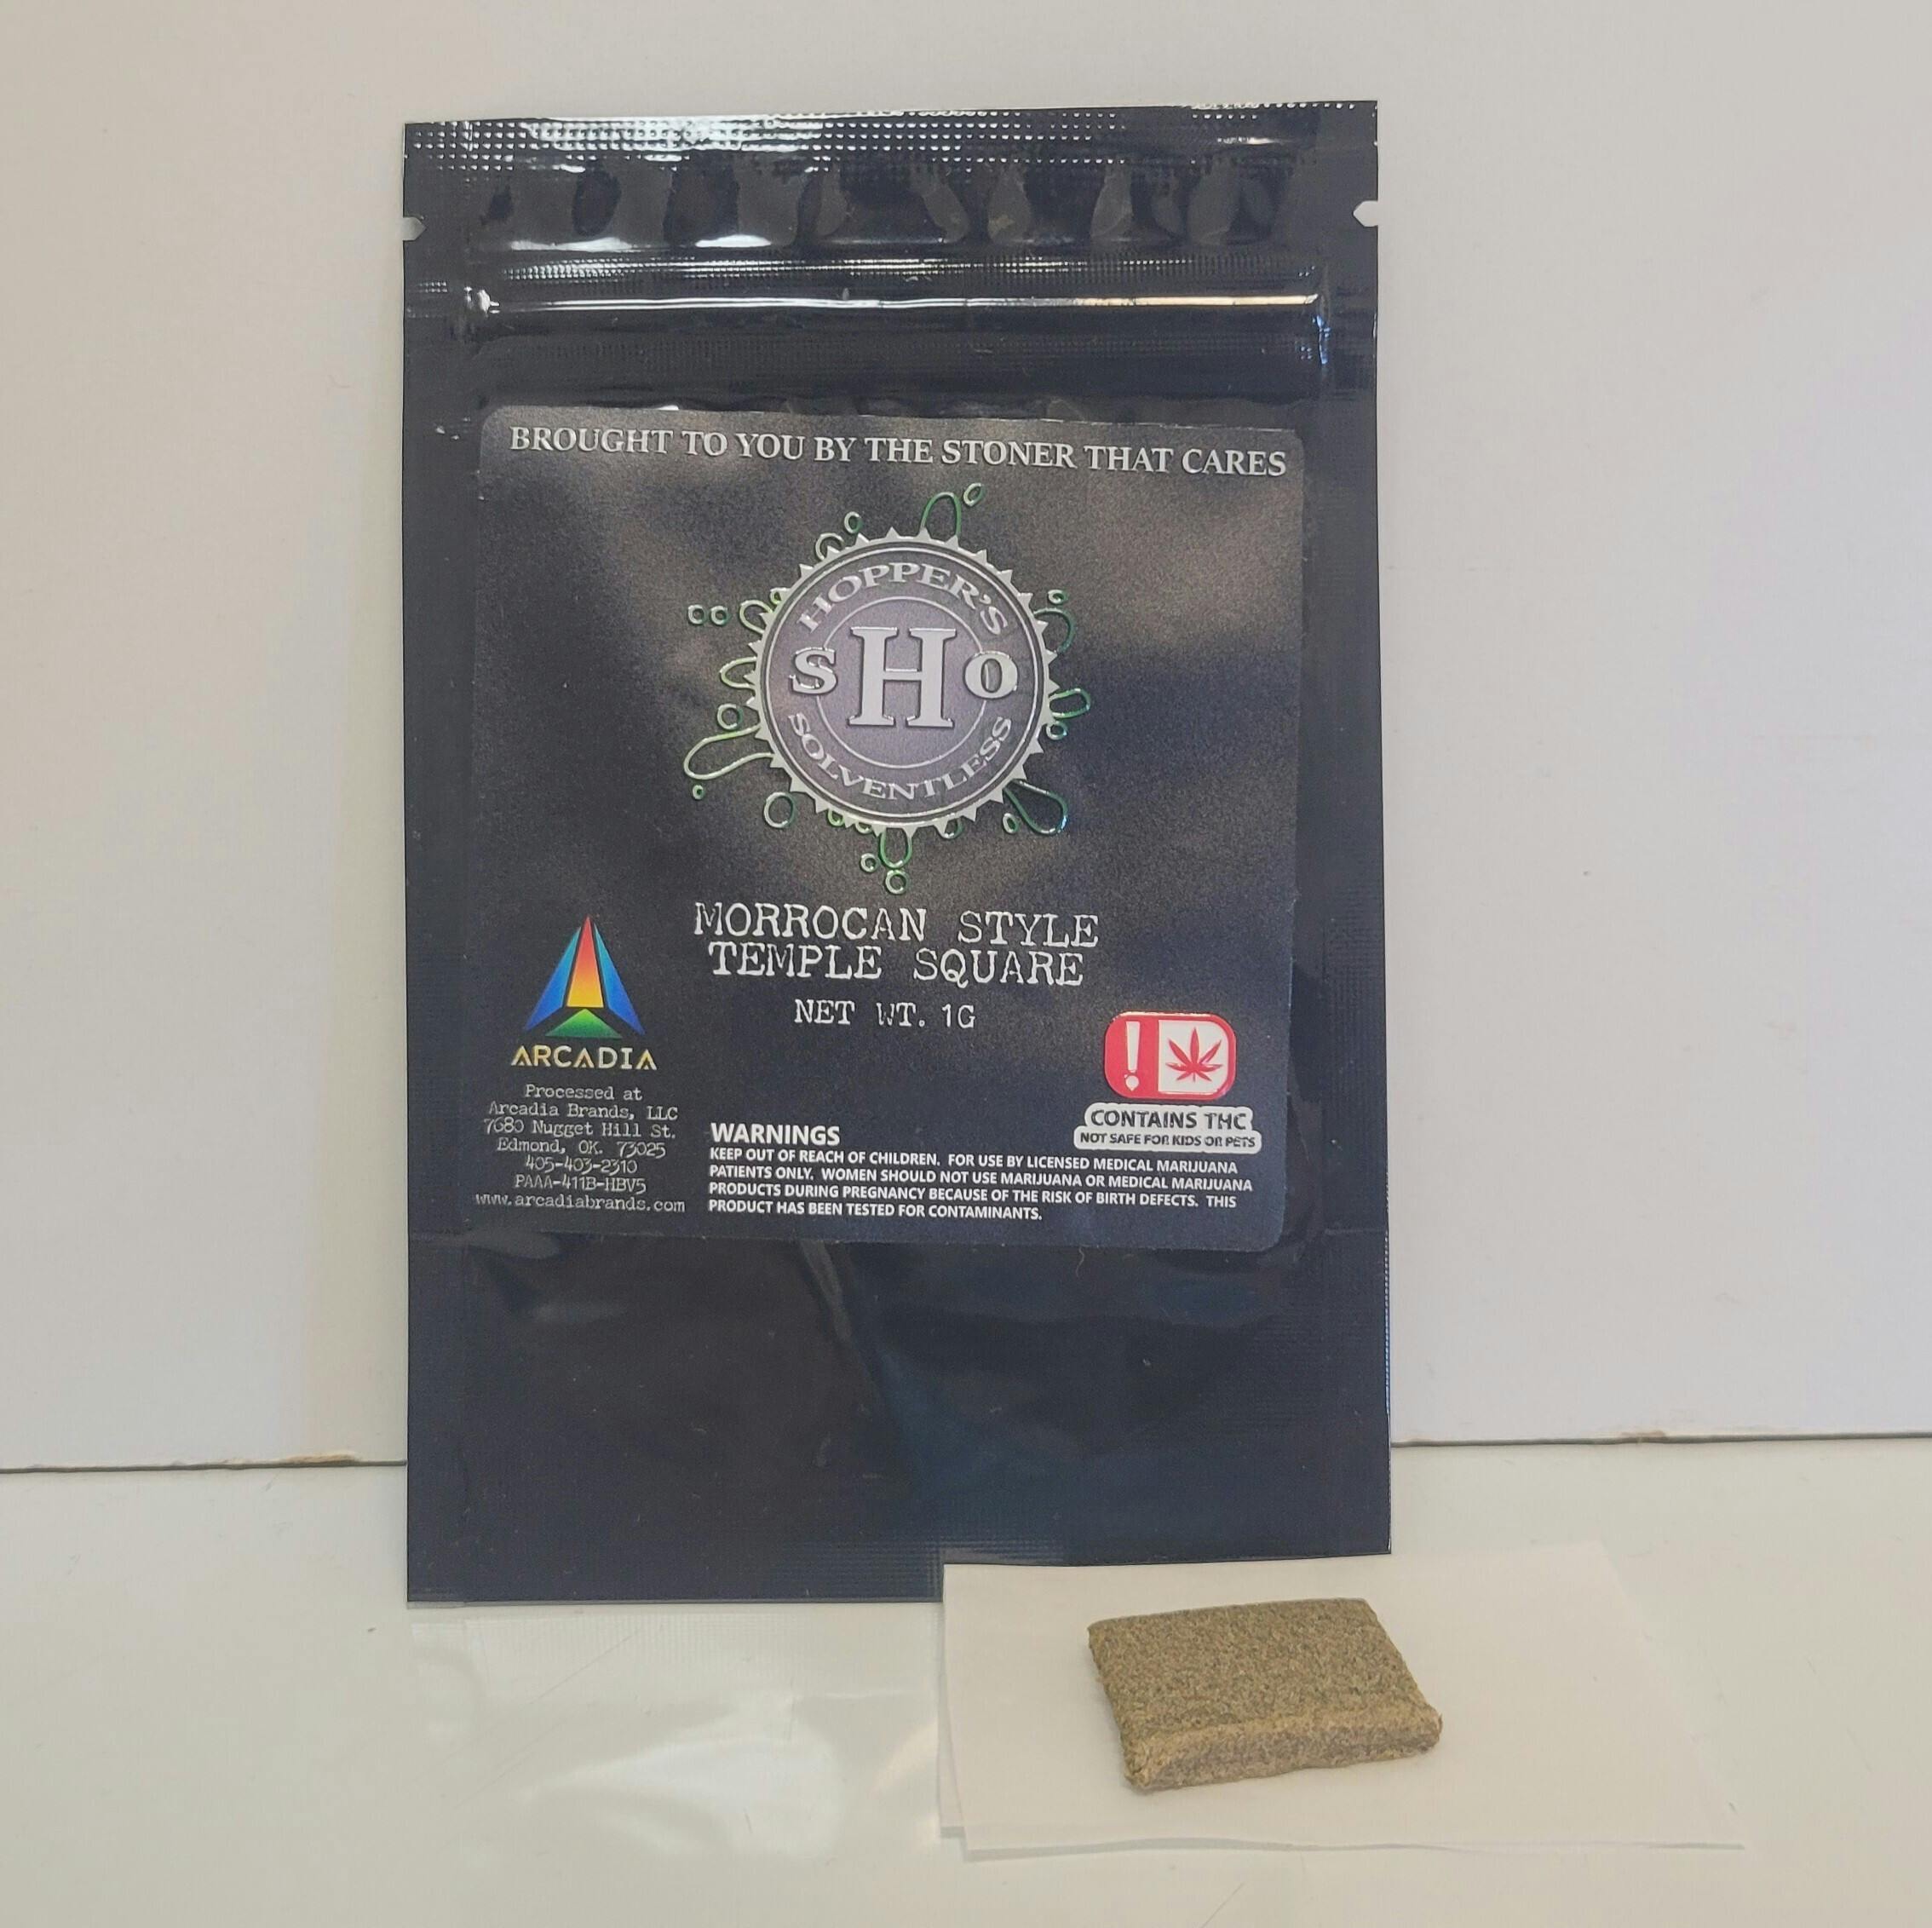 BROUGHT TO YOU BY THE STONER THAT CARES
HOPPER'S
SHO
SOLVENTLESS
MORROCAN STYLE
TEMPLE SQUARE
NET WT. 1G
ARCADIA
Processed at
Arcadia Brands, LLC
7680 Nugget Hill St.
Edmond, OK. 73025
405-403-2310
PAAA-411B-HBV5
www.arcadiabrands.com
!
CONTAINS THC
NOT SAFE FOR KIDS OR PETS
WARNINGS
KEEP OUT OF REACH OF CHILDREN. FOR USE BY LICENSED MEDICAL MARIJUANA
PATIENTS ONLY. WOMEN SHOULD NOT USE MARIJUANA OR MEDICAL MARIJUANA
PRODUCTS DURING PREGNANCY BECAUSE OF THE RISK OF BIRTH DEFECTS. THIS
PRODUCT HAS BEEN TESTED FOR CONTAMINANTS.